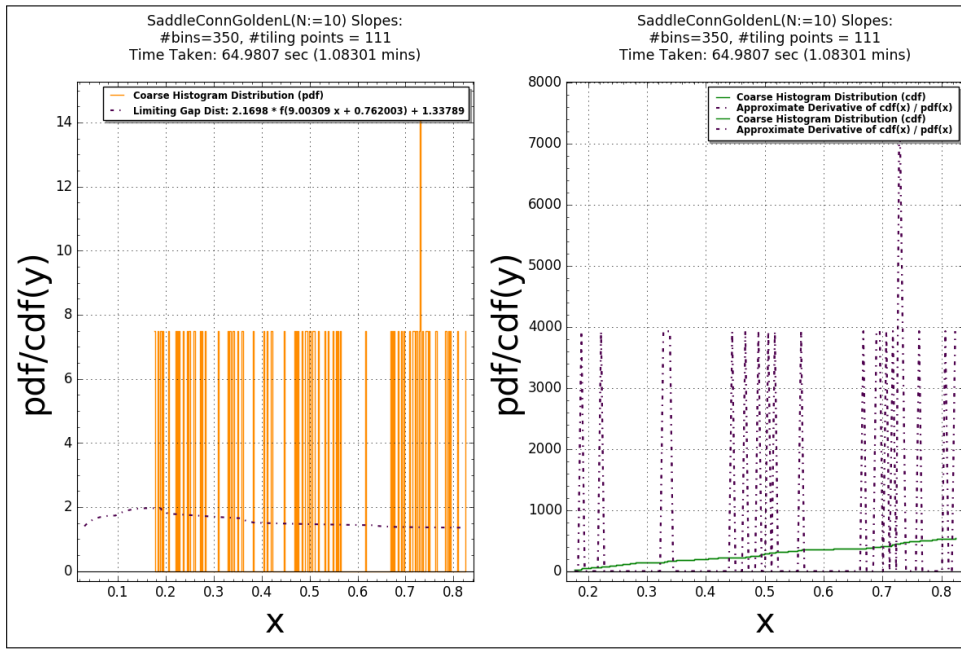 SaddleConnGoldenL(N:=10) Slopes:
#bins=350, #tiling points = 111
Time Taken: 64.9807 sec (1.08301 mins)
Coarse Histogram Distribution (pdf)
Limiting Gap Dist: 2.1698 * f(9.00309 x + 0.762003) + 1.33789
14
12
10
8
6
4
2
0
pdf/cdf(y)
0.1 0.2 0.3 0.4 0.5 0.6 0.7 0.8
x
SaddleConnGoldenL(N:=10) Slopes:
#bins=350, #tiling points = 111
Time Taken: 64.9807 sec (1.08301 mins)
Coarse Histogram Distribution (cdf)
Approximate Derivative of cdf(x) / pdf(x)
Coarse Histogram Distribution (cdf)
Approximate Derivative of cdf(x) / pdf(x)
8000
7000
6000
5000
4000
3000
2000
1000
0
pdf/cdf(y)
0.2 0.3 0.4 0.5 0.6 0.7 0.8
x